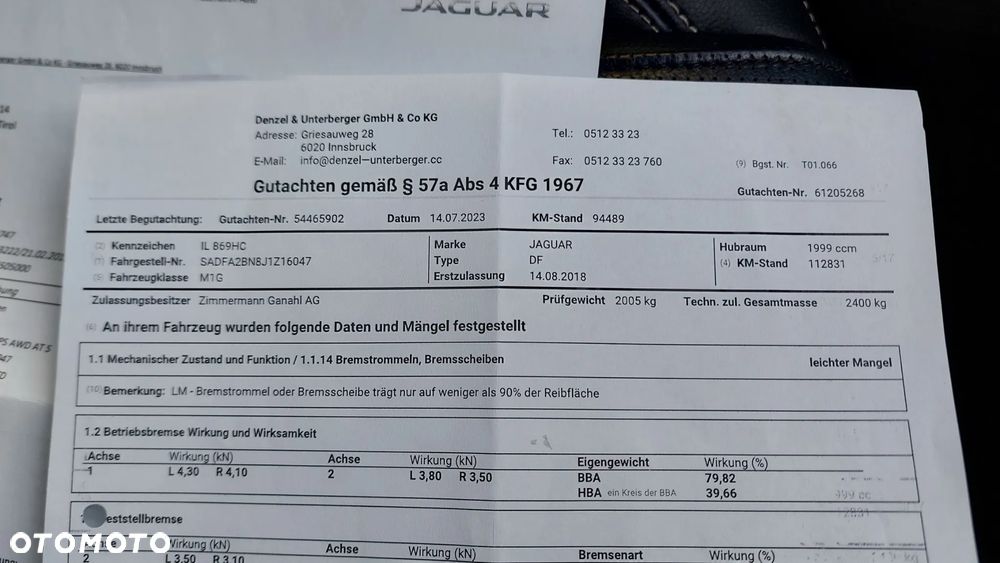 JAGUAR
Denzel & Unterberger GmbH & Co KG
Adresse: Griesauweg 28
6020 Innsbruck
E-Mail: info@denzel-unterberger.cc
Tel.: 0512 33 23
Fax: 0512 33 23 760
(9) Bgst. Nr. T01.066
Gutachten gemäß § 57a Abs 4 KFG 1967
Gutachten-Nr. 61205268
Letzte Begutachtung: Gutachten-Nr. 54465902 Datum 14.07.2023 KM-Stand 94489
Kennzeichen IL 869HC Marke JAGUAR Hubraum 1999 ccm
Fahrgestell-Nr. SADFA2BN8J1Z16047 Type DF (4) KM-Stand 112831
Fahrzeugklasse M1G Erstzulassung 14.08.2018
Zulassungsbesitzer Zimmermann Ganahl AG Prüfgewicht 2005 kg Techn. zul. Gesamtmasse 2400 kg
(6) An ihrem Fahrzeug wurden folgende Daten und Mängel festgestellt
1.1 Mechanischer Zustand und Funktion / 1.1.14 Bremstrommeln, Bremsscheiben leichter Mangel
(10) Bemerkung: LM - Bremstrommel oder Bremsscheibe trägt nur auf weniger als 90% der Reibfläche
1.2 Betriebsbremse Wirkung und Wirksamkeit
Achse Wirkung (kN) Achse Wirkung (kN) Eigengewicht Wirkung (%)
1 L 4,30 R 4,10 2 L 3,80 R 3,50 BBA 79,82
HBA ein Kreis der BBA 39,66
eststellbremse
Wirkung (kN) Achse Wirkung (kN) Bremsenart Wirkung (%)
2 L 3,50 R 3,10
OTOMOTO